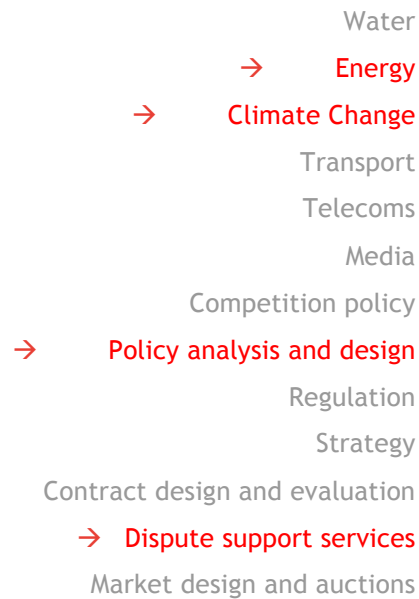 Water
→ Energy
→ Climate Change
Transport
Telecoms
Media
Competition policy
→ Policy analysis and design
Regulation
Strategy
Contract design and evaluation
→ Dispute support services
Market design and auctions